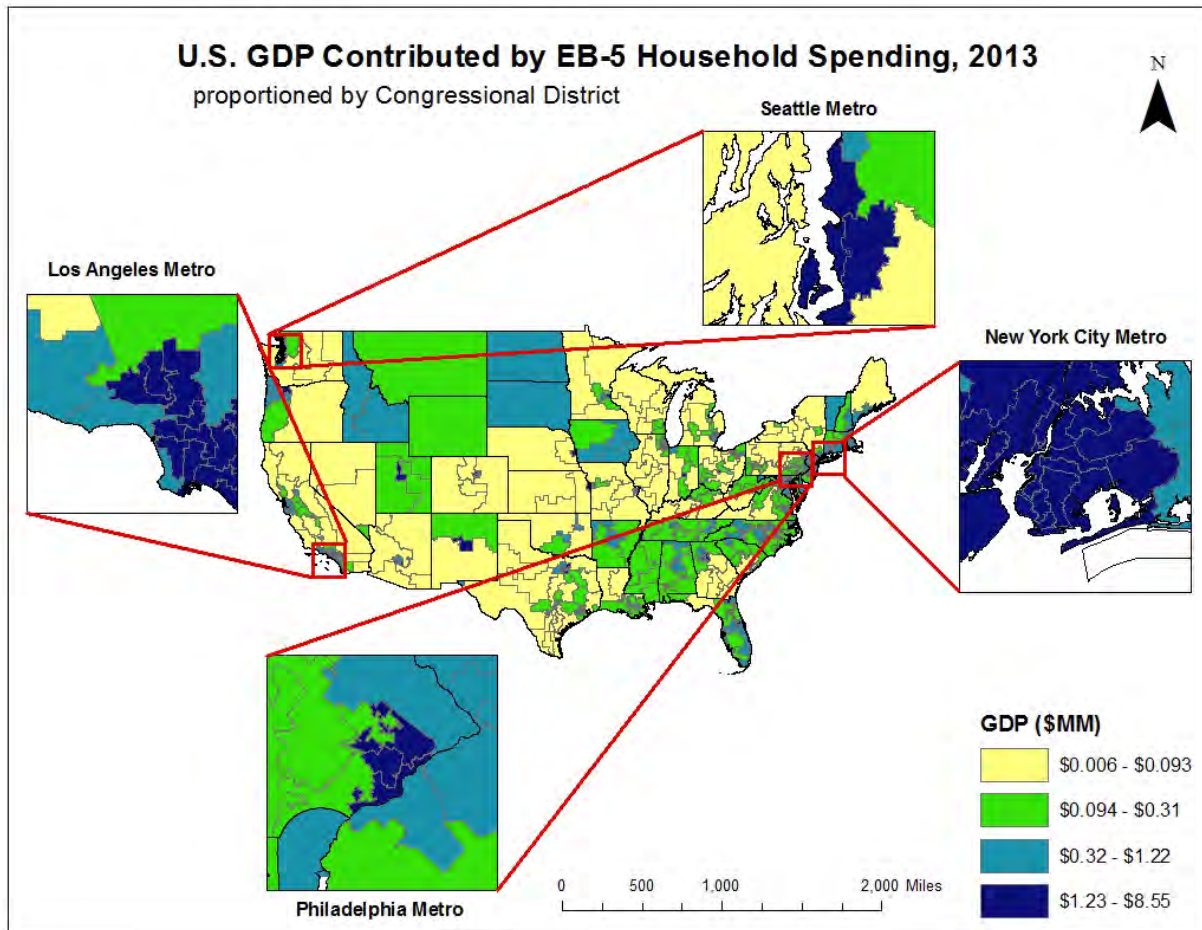 U.S. GDP Contributed by EB-5 Household Spending, 2013
proportioned by Congressional District
N
Seattle Metro
Los Angeles Metro
New York City Metro
Philadelphia Metro
GDP ($MM)
$0.006 - $0.093
$0.094 - $0.31
$0.32 - $1.22
$1.23 - $8.55
0 500 1,000 2,000 Miles